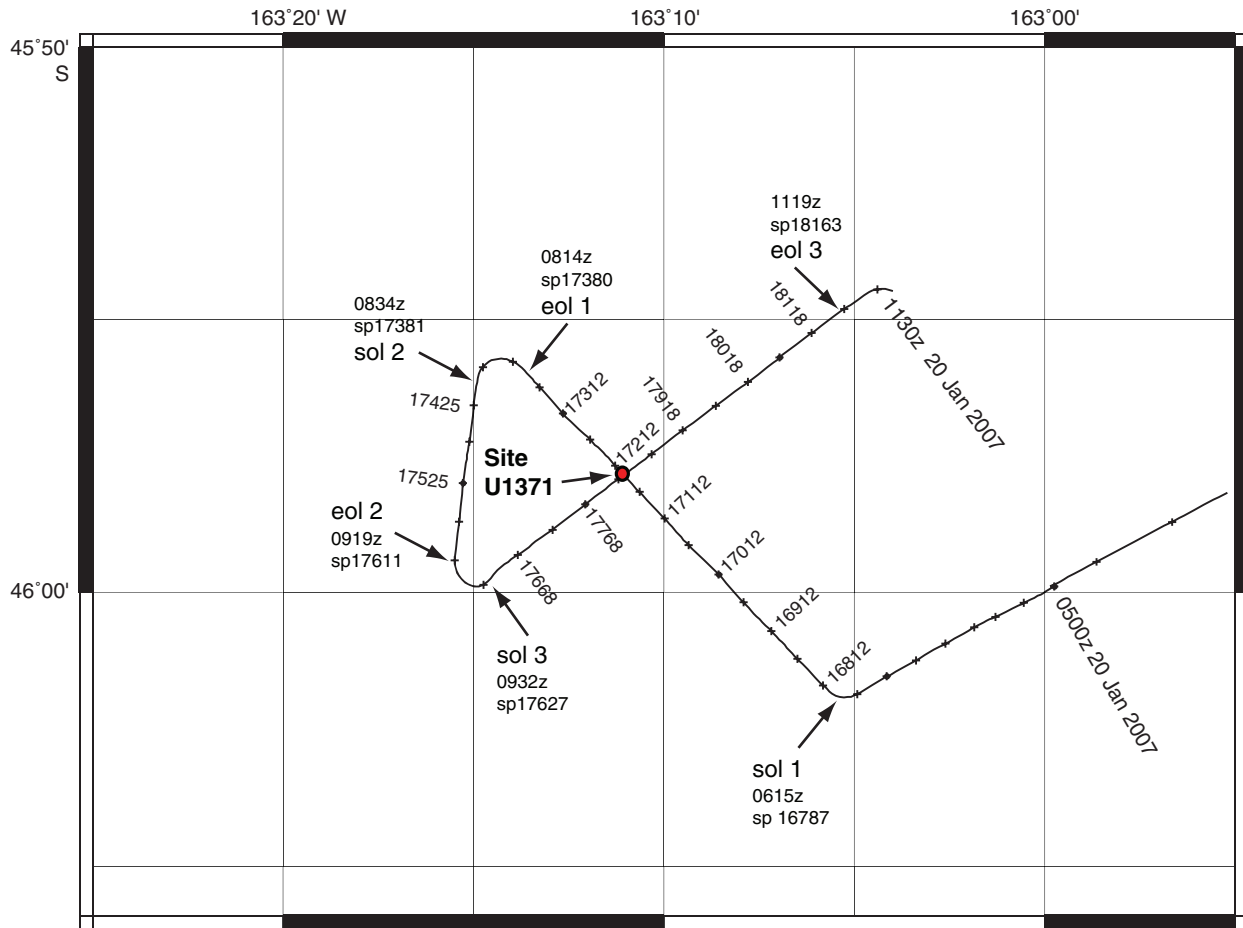 163°20' W
163°10'
163°00'
45°50'
S
1119z
sp18163
eol 3
0814z
sp17380
eol 1
0834z
sp17381
sol 2
18118
1130z 20 Jan 2007
18018
17312
17425
17918
17212
Site
U1371
17525
17112
eol 2
0919z
sp17611
17768
17012
46°00'
17668
16912
0500z 20 Jan 2007
sol 3
0932z
sp17627
16812
sol 1
0615z
sp 16787